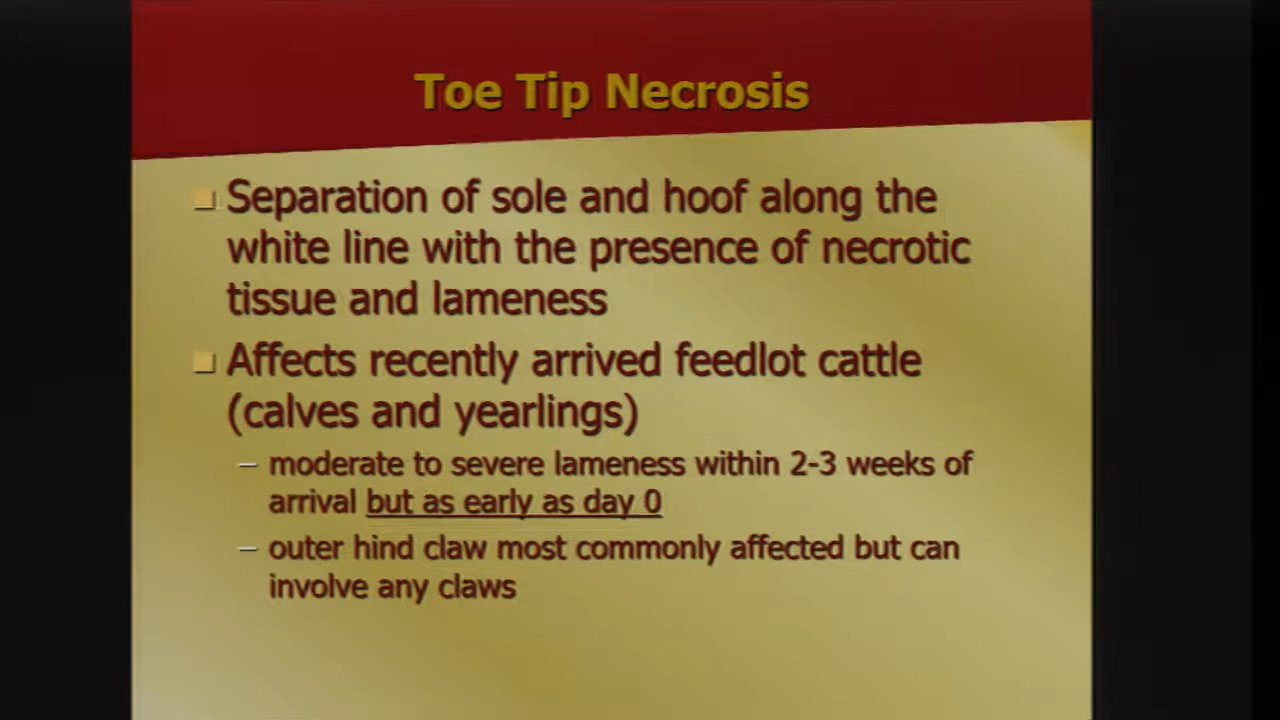 Toe Tip Necrosis
Separation of sole and hoof along the
white line with the presence of necrotic
tissue and lameness
Affects recently arrived feedlot cattle
(calves and yearlings)
– moderate to severe lameness within 2-3 weeks of
arrival but as early as day 0
– outer hind claw most commonly affected but can
involve any claws